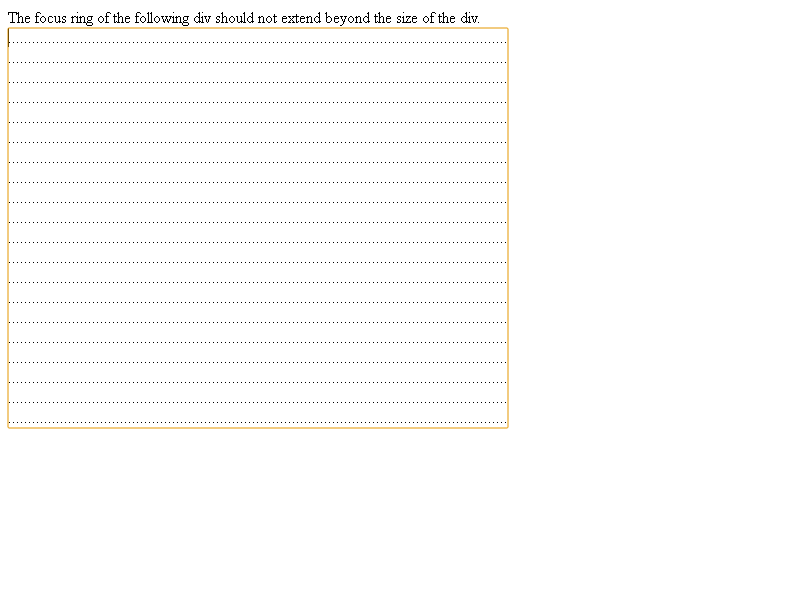 The focus ring of the following div should not extend beyond the size of the div.